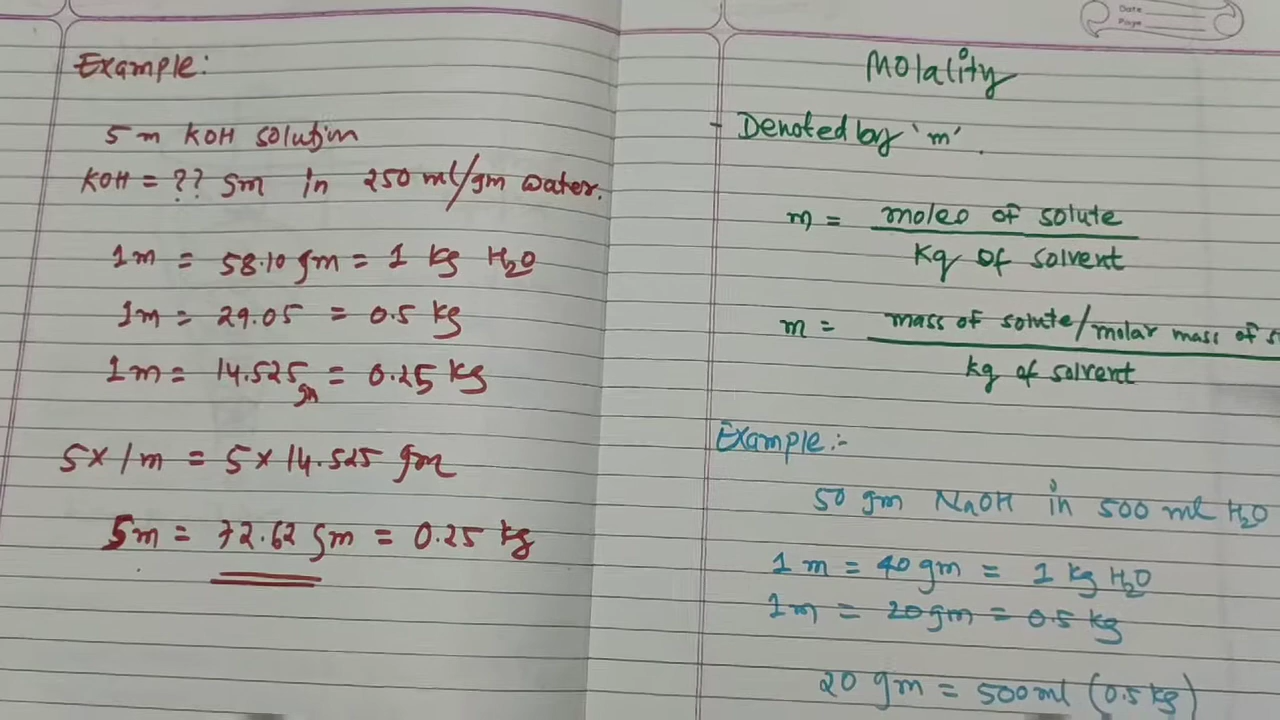 Example:
5 m KOH solution
KOH = ?? 5m in 250 ml/gm water.
1m = 58.10 gm = 1 kg H2O
1m = 29.05 = 0.5 kg
1m = 14.525 gm = 0.25 kg
5 x 1m = 5 x 14.525 gm
5m = 72.62 gm = 0.25 kg
Date
Page
Molality
- Denoted by 'm'.
m = moles of solute
Kg of solvent
m = mass of solute/molar mass of s
kg of solvent
Example:-
50 gm NaOH in 500 ml H2O
1 m = 40 gm = 1 kg H2O
1m = 20 gm = 0.5 kg
20 gm = 500 ml (0.5 kg)